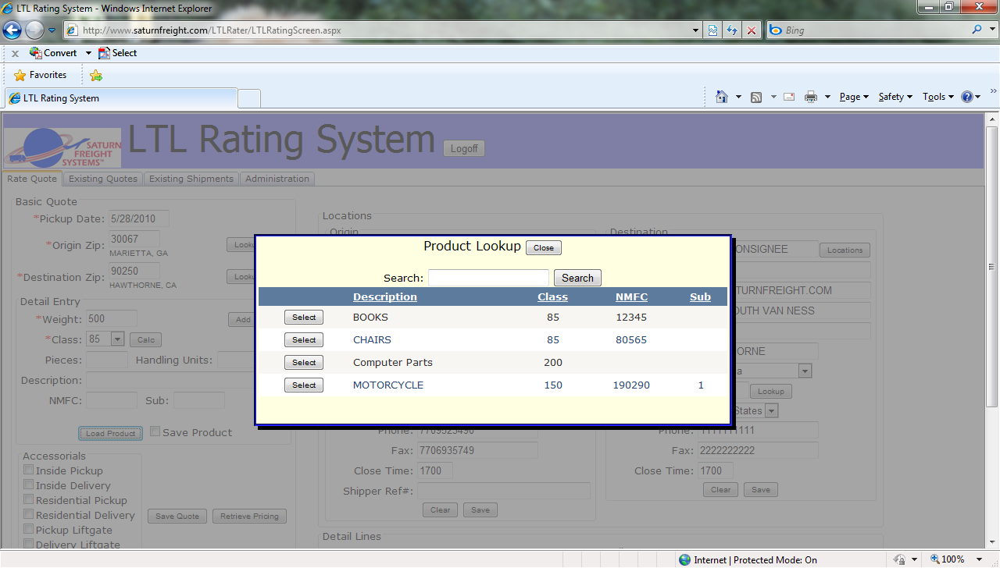 LTL Rating System - Windows Internet Explorer
http://www.saturnfreight.com/LTLRater/LTLRatingScreen.aspx
Bing
Convert Select
Favorites
LTL Rating System
Page Safety Tools
SATURN FREIGHT SYSTEMS™
LTL Rating System Logoff
Rate Quote Existing Quotes Existing Shipments Administration
Basic Quote
*Pickup Date: 5/28/2010
*Origin Zip: 30067
MARIETTA, GA
*Destination Zip: 90250
HAWTHORNE, CA
Detail Entry
*Weight: 500 Add
*Class: 85 Calc
Pieces: Handling Units:
Description:
NMFC: Sub:
Load Product Save Product
Accessorials
Inside Pickup
Inside Delivery
Residential Pickup
Residential Delivery
Pickup Liftgate
Delivery Liftgate
Save Quote Retrieve Pricing
Locations
Origin
Product Lookup Close
Search: Search
Description Class NMFC Sub
Select BOOKS 85 12345
Select CHAIRS 85 80565
Select Computer Parts 200
Select MOTORCYCLE 150 190290 1
Phone: 7709523490
Fax: 7706935749
Close Time: 1700
Shipper Ref#:
Clear Save
Destination
ONSIGNEE Locations
TURNFREIGHT.COM
OUTH VAN NESS
ORNE
a
Lookup
States
Phone: 1111111111
Fax: 2222222222
Close Time: 1700
Clear Save
Detail Lines
Internet | Protected Mode: On 100%